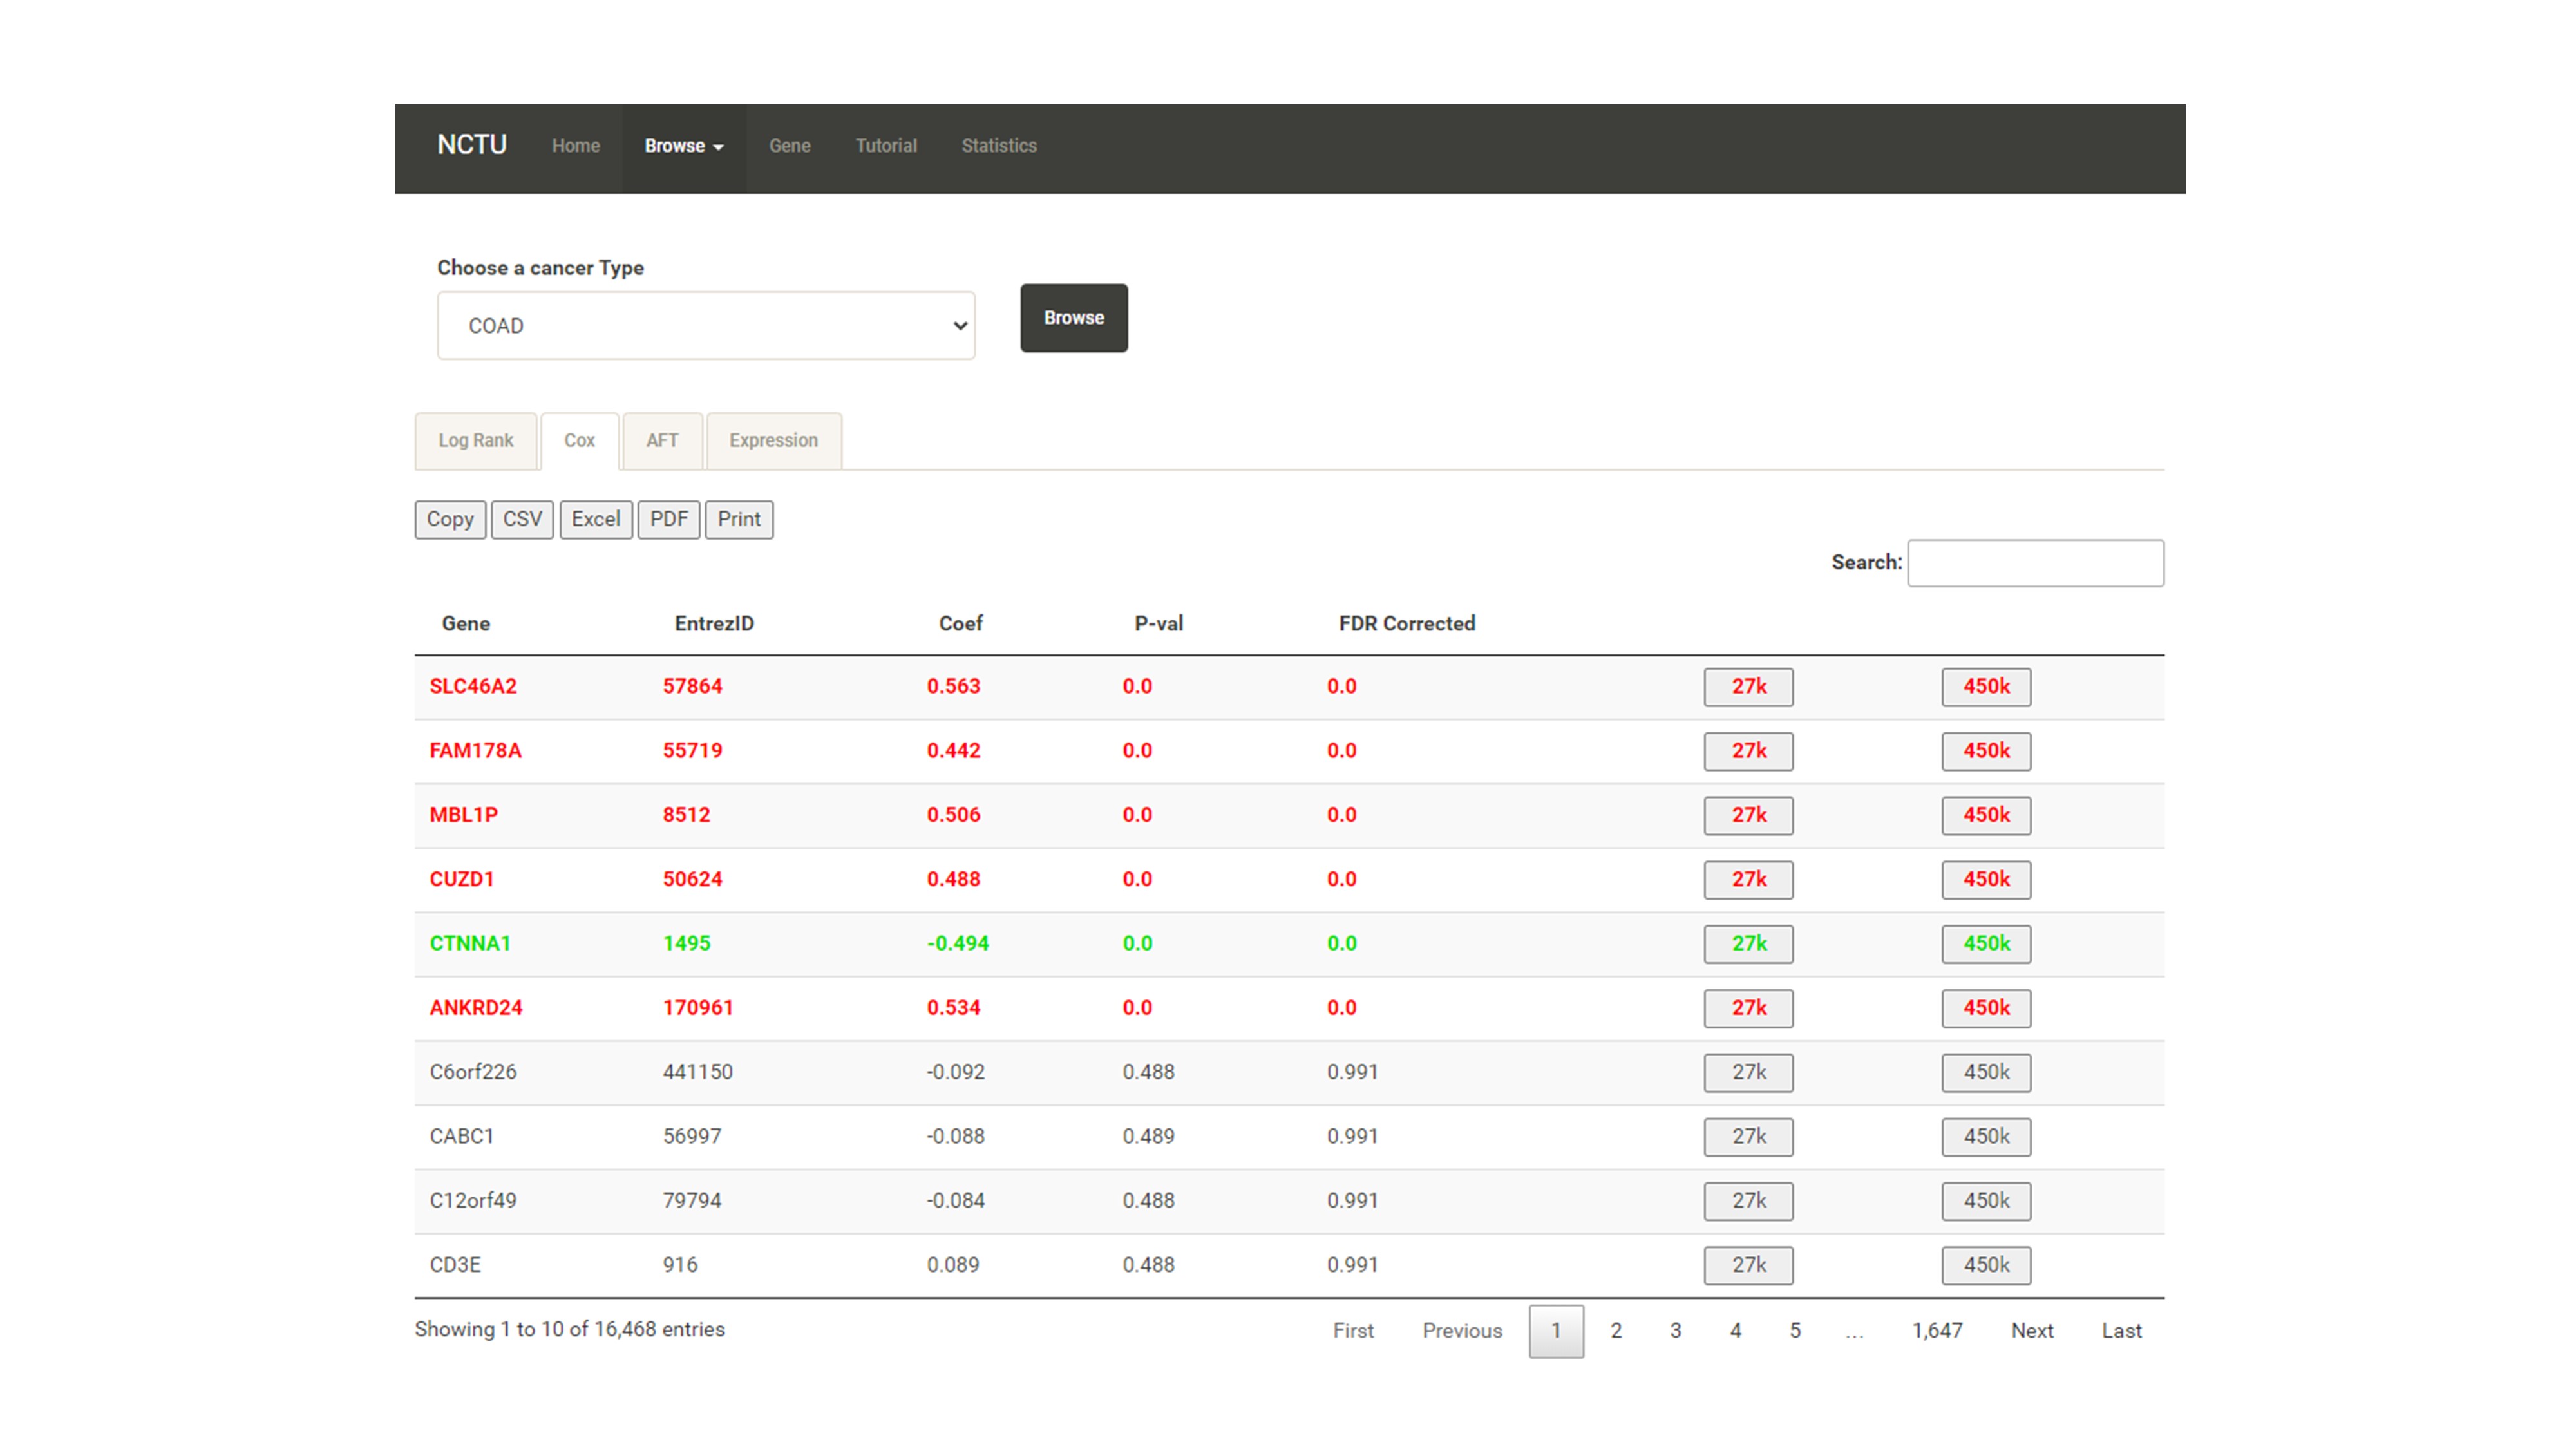 NCTU Home Browse Gene Tutorial Statistics
Choose a cancer Type
COAD
Browse
Log Rank Cox AFT Expression
Copy CSV Excel PDF Print
Search:
Gene EntrezID Coef P-val FDR Corrected
SLC46A2 57864 0.563 0.0 0.0 27k 450k
FAM178A 55719 0.442 0.0 0.0 27k 450k
MBL1P 8512 0.506 0.0 0.0 27k 450k
CUZD1 50624 0.488 0.0 0.0 27k 450k
CTNNA1 1495 -0.494 0.0 0.0 27k 450k
ANKRD24 170961 0.534 0.0 0.0 27k 450k
C6orf226 441150 -0.092 0.488 0.991 27k 450k
CABC1 56997 -0.088 0.489 0.991 27k 450k
C12orf49 79794 -0.084 0.488 0.991 27k 450k
CD3E 916 0.089 0.488 0.991 27k 450k
Showing 1 to 10 of 16,468 entries First Previous 1 2 3 4 5 ... 1,647 Next Last